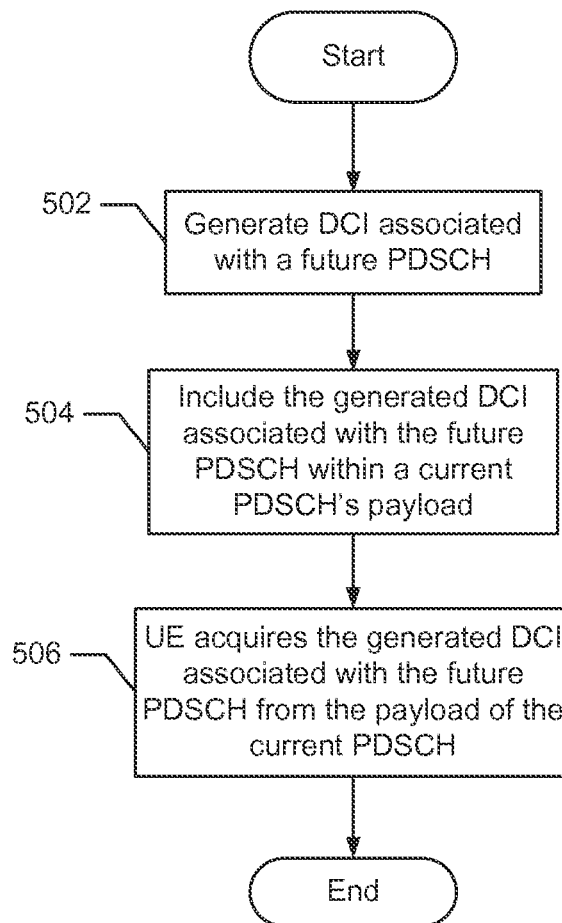 Start
502
Generate DCI associated
with a future PDSCH
504
Include the generated DCI
associated with the future
PDSCH within a current
PDSCH's payload
506
UE acquires the generated DCI
associated with the future
PDSCH from the payload of the
current PDSCH
End